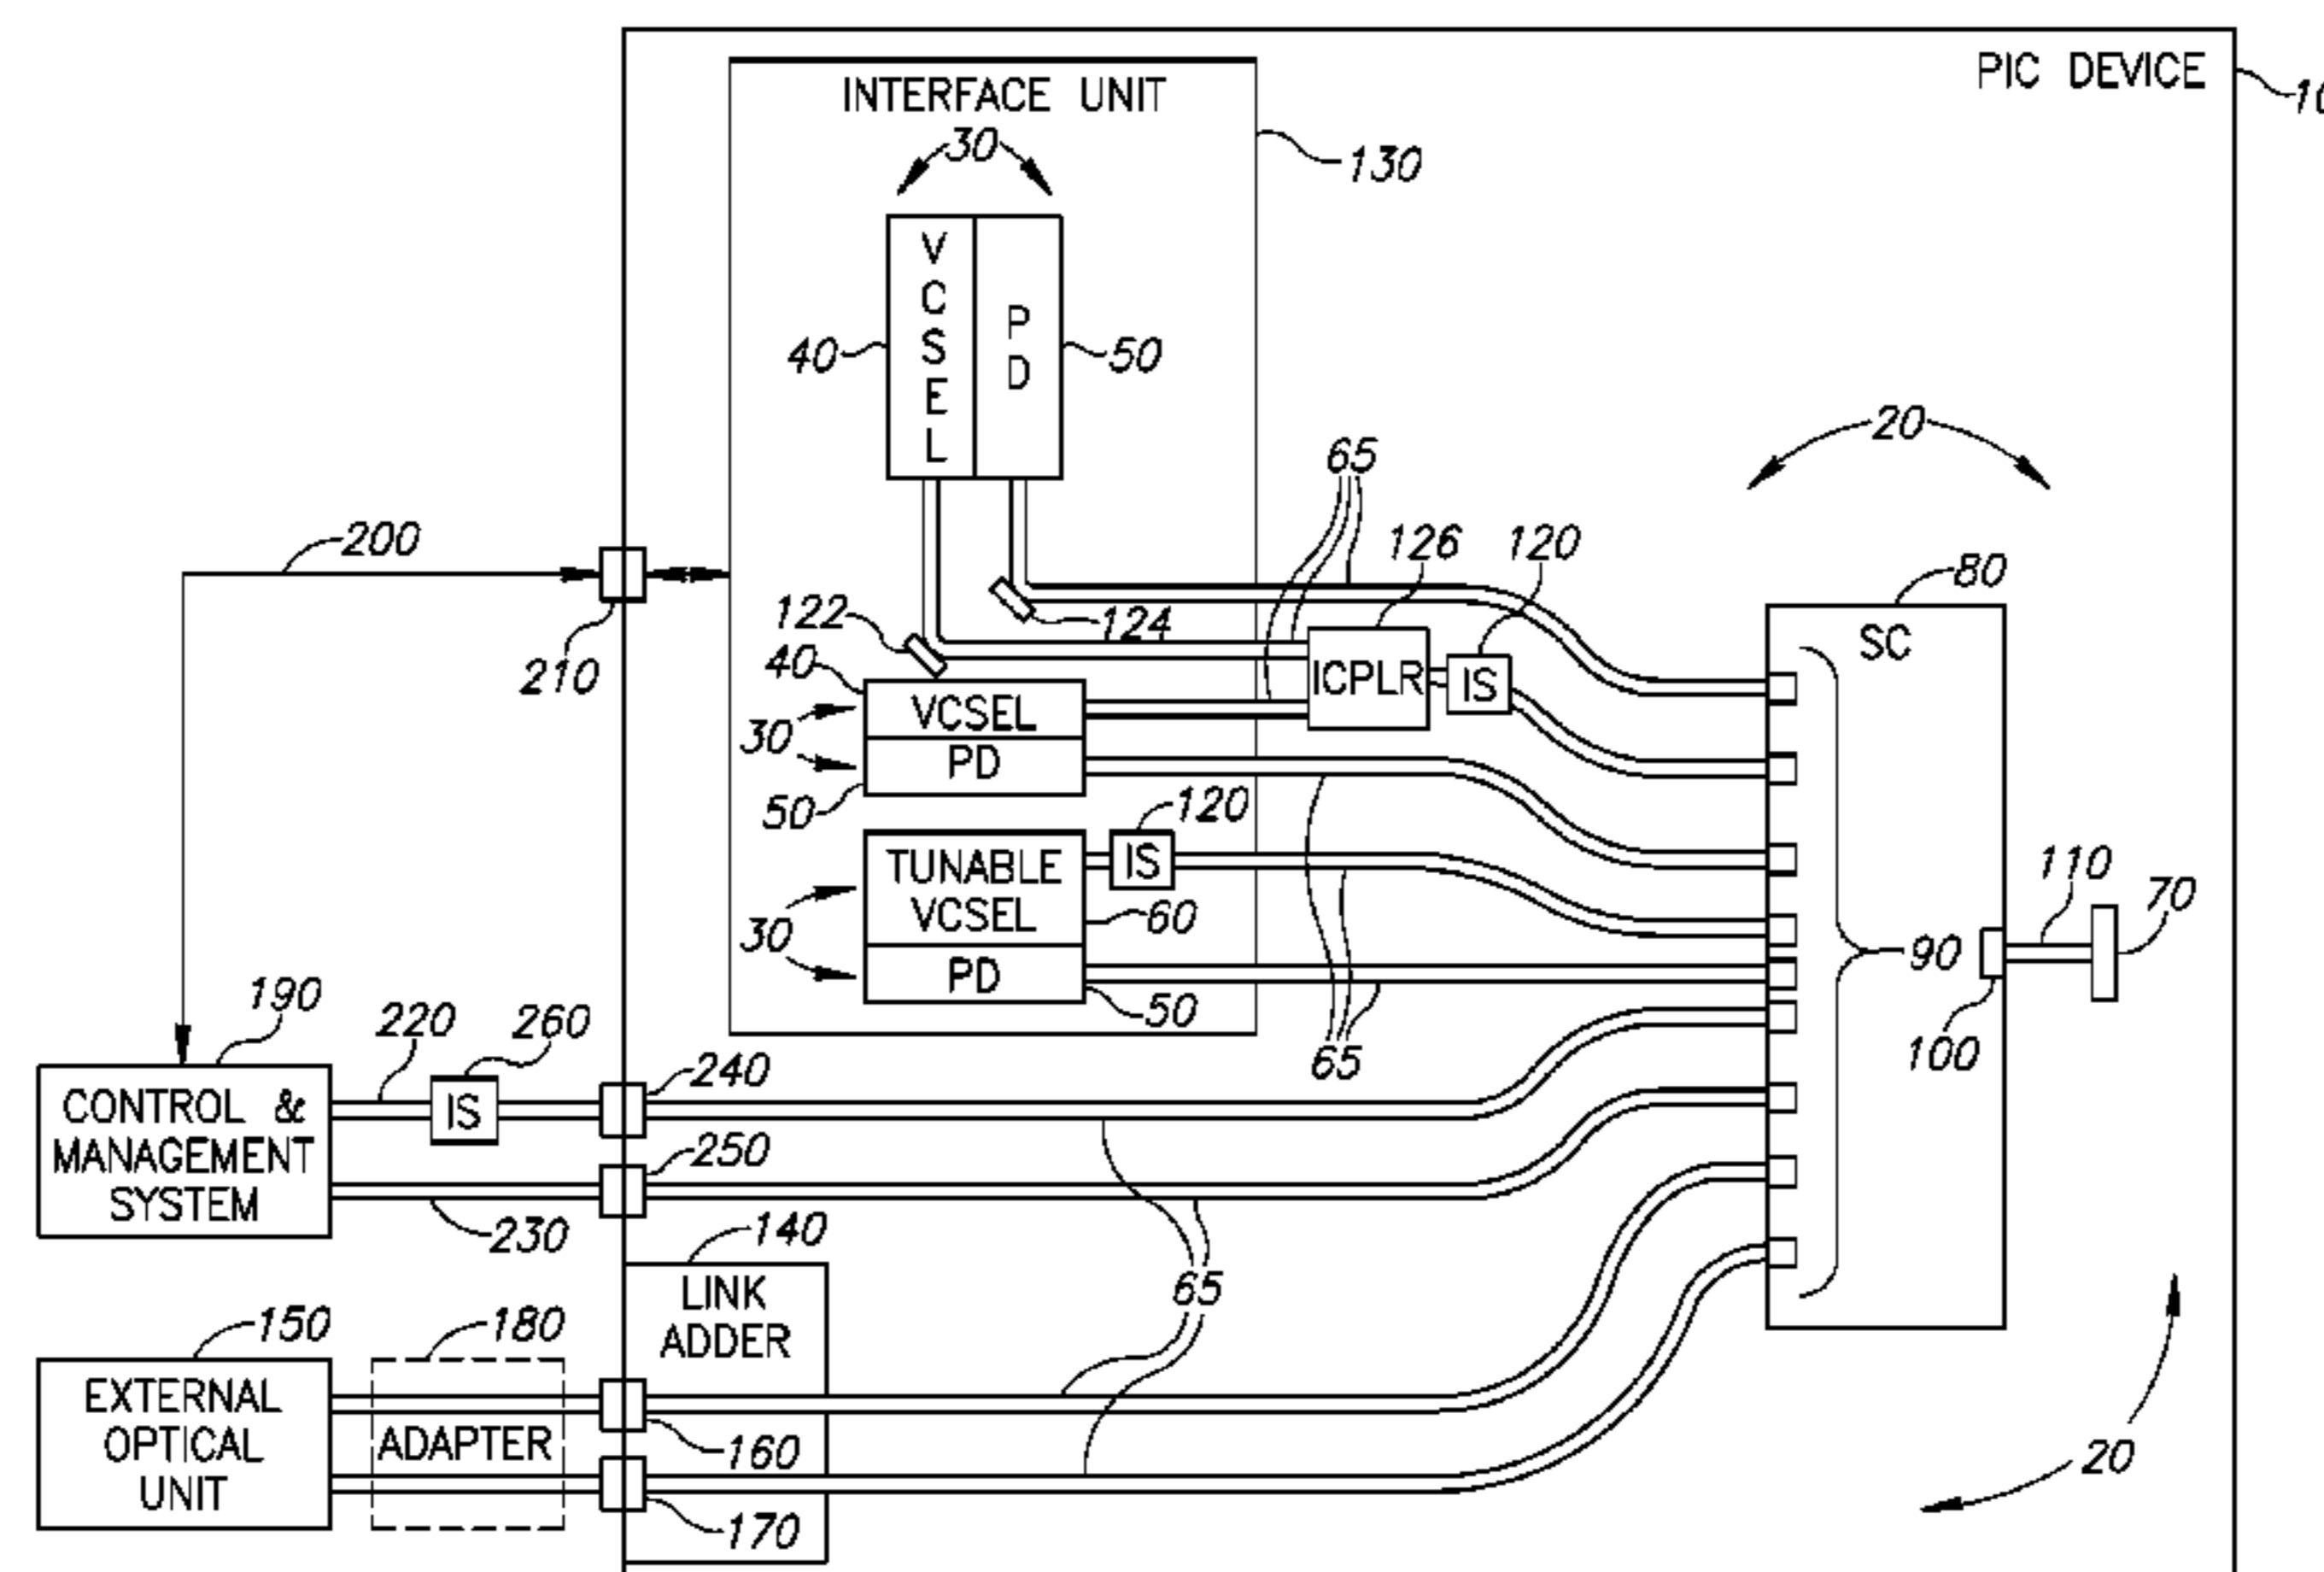 PIC DEVICE
10
INTERFACE UNIT
30
130
VCSEL
PD
40
50
65
20
200
126
120
80
122
124
210
SC
40
ICPLR
IS
VCSEL
30
PD
50
120
IS
TUNABLE
VCSEL
60
110
70
30
90
PD
50
190
220
260
65
100
240
CONTROL &
MANAGEMENT
SYSTEM
IS
250
230
140
LINK
ADDER
65
150
180
EXTERNAL
OPTICAL
UNIT
ADAPTER
160
20
170